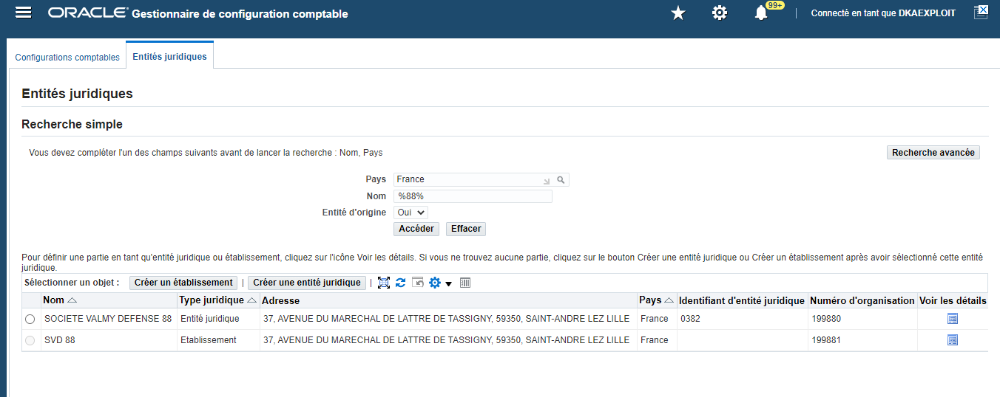 ORACLE Gestionnaire de configuration comptable 99+ Connecté en tant que DKAEXPLOIT
Configurations comptables Entités juridiques
Entités juridiques
Recherche simple
Vous devez compléter l'un des champs suivants avant de lancer la recherche : Nom, Pays Recherche avancée
Pays France
Nom %88%
Entité d'origine Oui
Accéder Effacer
Pour définir une partie en tant qu'entité juridique ou établissement, cliquez sur l'icône Voir les détails. Si vous ne trouvez aucune partie, cliquez sur le bouton Créer une entité juridique ou Créer un établissement après avoir sélectionné cette entité
juridique.
Sélectionner un objet : Créer un établissement | Créer une entité juridique |
Nom Type juridique Adresse Pays Identifiant d'entité juridique Numéro d'organisation Voir les détails
SOCIETE VALMY DEFENSE 88 Entité juridique 37, AVENUE DU MARECHAL DE LATTRE DE TASSIGNY, 59350, SAINT-ANDRE LEZ LILLE France 0382 199880
SVD 88 Etablissement 37, AVENUE DU MARECHAL DE LATTRE DE TASSIGNY, 59350, SAINT-ANDRE LEZ LILLE France 199881